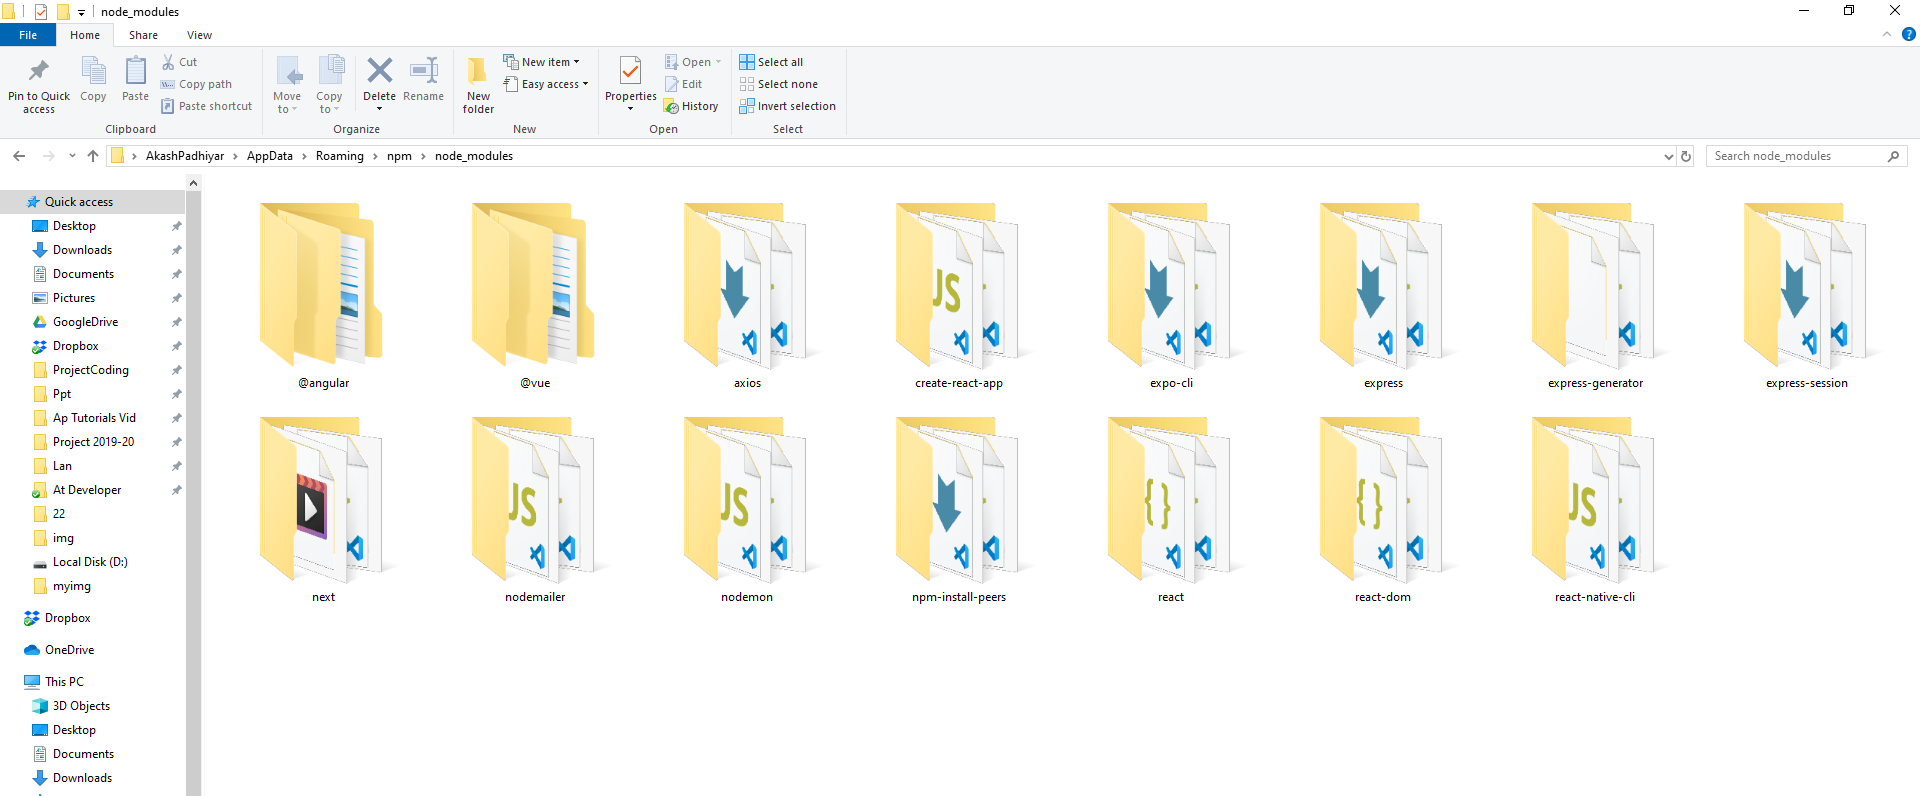 node_modules
File Home Share View
Pin to Quick access
Copy
Paste
Cut
Copy path
Paste shortcut
Clipboard
Move to
Copy to
Delete
Rename
Organize
New folder
New item
Easy access
New
Properties
Open
Edit
History
Open
Select all
Select none
Invert selection
Select
AkashPadhiyar > AppData > Roaming > npm > node_modules
Search node_modules
Quick access
Desktop
Downloads
Documents
Pictures
GoogleDrive
Dropbox
ProjectCoding
Ppt
Ap Tutorials Vid
Project 2019-20
Lan
At Developer
22
img
Local Disk (D:)
myimg
Dropbox
OneDrive
This PC
3D Objects
Desktop
Documents
Downloads
JS
@angular @vue axios create-react-app expo-cli express express-generator express-session
JS JS {} {} JS
next nodemailer nodemon npm-install-peers react react-dom react-native-cli